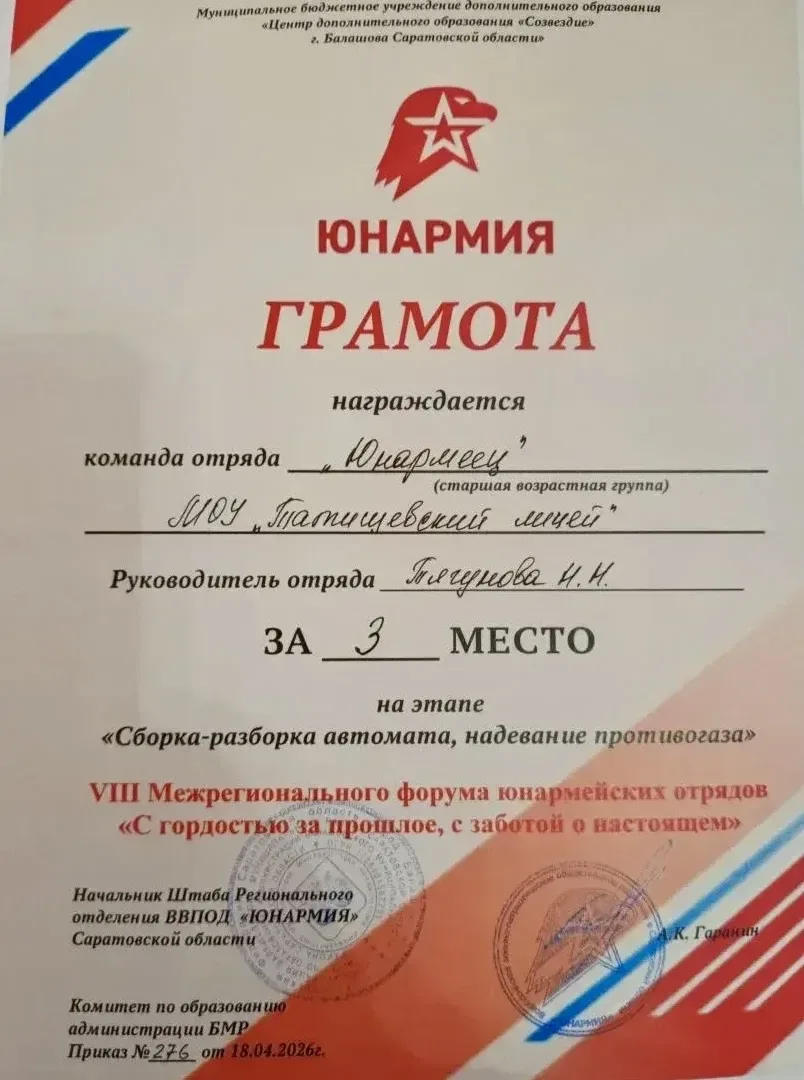 Муниципальное бюджетное учреждение дополнительного образования
«Центр дополнительного образования «Созвездие»
г. Балашова Саратовской области»
ЮНАРМИЯ
ГРАМОТА
награждается
команда отряда „Юнармеец”
(старшая возрастная группа)
МОУ „Татищевский лицей”
Руководитель отряда Тягунова Н.Н.
ЗА 3 МЕСТО
на этапе
«Сборка-разборка автомата, надевание противогаза»
VIII Межрегионального форума юнармейских отрядов
«С гордостью за прошлое, с заботой о настоящем»
Начальник Штаба Регионального
отделения ВВПОД «ЮНАРМИЯ»
Саратовской области
А.К. Гаранин
Комитет по образованию
администрации БМР
Приказ №276 от 18.04.2026г.